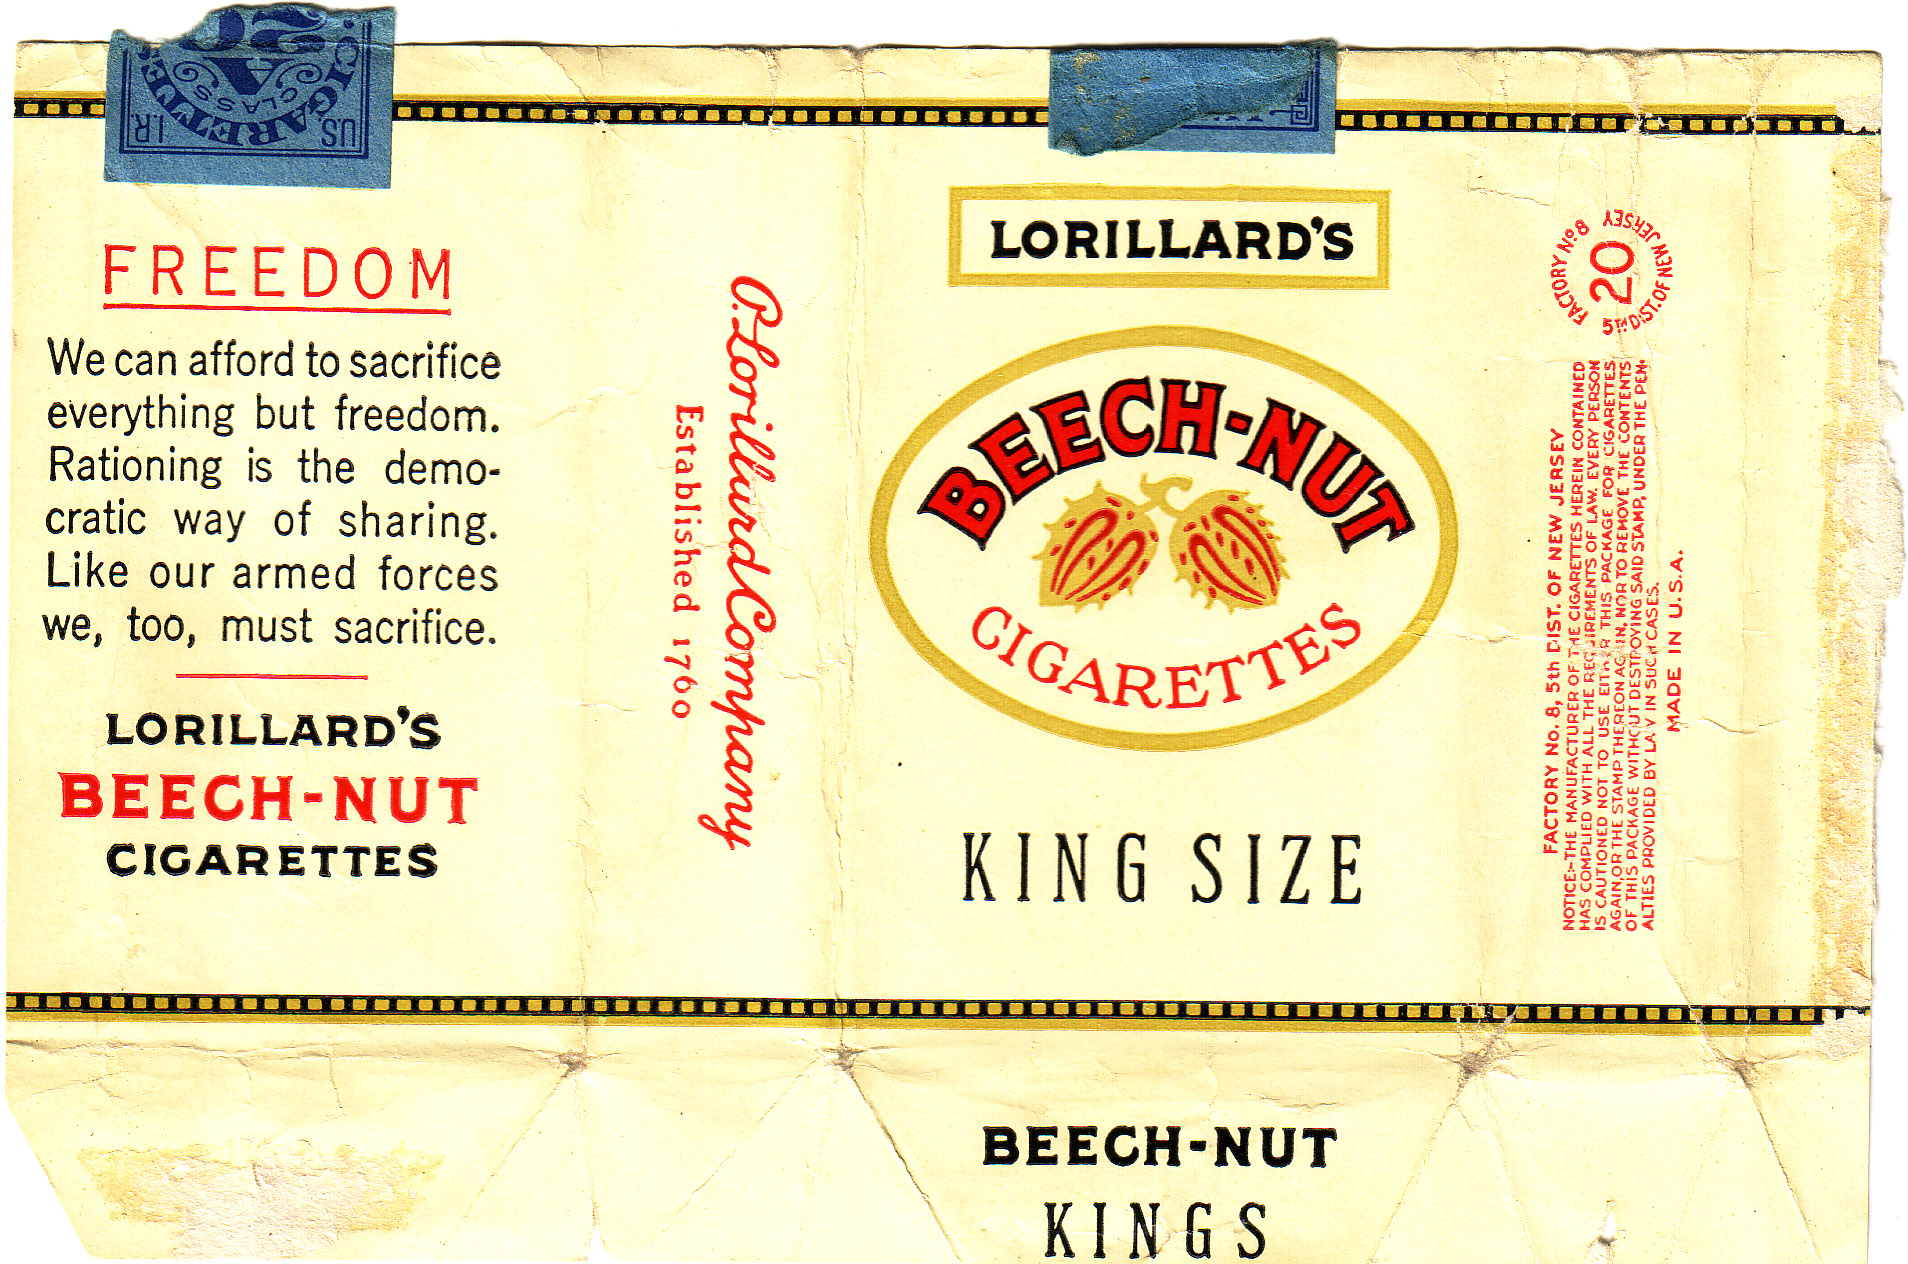 20
CIGARETTES
CLASS
A
U.S.
I.R.
FREEDOM
We can afford to sacrifice
everything but freedom.
Rationing is the demo-
cratic way of sharing.
Like our armed forces
we, too, must sacrifice.
LORILLARD'S
BEECH-NUT
CIGARETTES
P. Lorillard Company
Established 1760
LORILLARD'S
BEECH-NUT
CIGARETTES
KING SIZE
BEECH-NUT
KINGS
FACTORY No. 8
20
5TH DIST. OF NEW JERSEY
FACTORY No. 8, 5th DIST. OF NEW JERSEY
NOTICE:-THE MANUFACTURER OF THE CIGARETTES HEREIN CONTAINED
HAS COMPLIED WITH ALL THE REQUIREMENTS OF LAW. EVERY PERSON
IS CAUTIONED NOT TO USE EITHER THIS PACKAGE FOR CIGARETTES
AGAIN, OR THE STAMP THEREON AGAIN, NOR TO REMOVE THE CONTENTS
OF THIS PACKAGE WITHOUT DESTROYING SAID STAMP, UNDER THE PEN-
ALTIES PROVIDED BY LAW IN SUCH CASES.
MADE IN U.S.A.